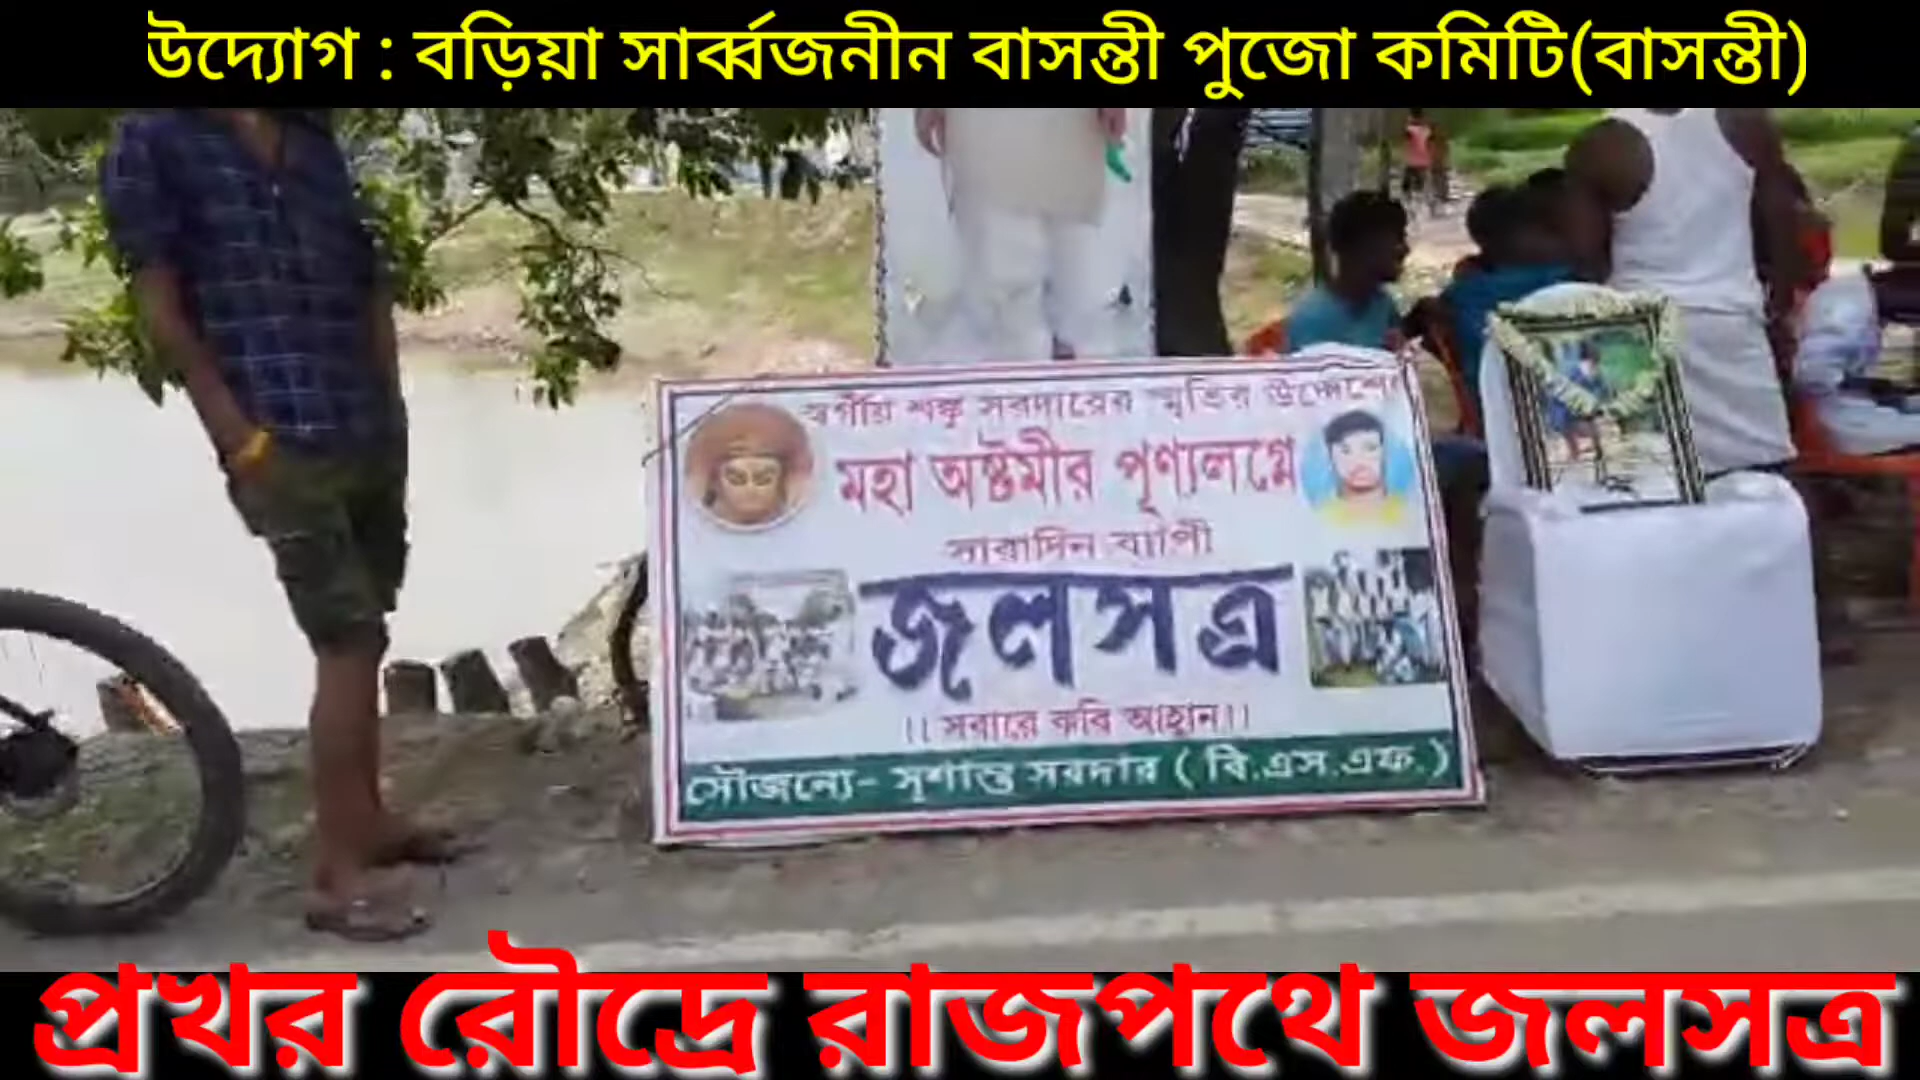 উদ্যোগ : বড়িয়া সার্ব্বজনীন বাসন্তী পুজো কমিটি(বাসন্তী)
স্বর্গীয় শঙ্কু সরদারের স্মৃতির উদ্দেশ্যে
মহা অষ্টমীর পূণ্যলগ্নে
সারাদিন ব্যাপী
জলসত্র
।। সবারে করি আহ্বান।।
সৌজন্যে- সুশান্ত সরদার ( বি.এস.এফ. )
প্রখর রৌদ্রে রাজপথে জলসত্র